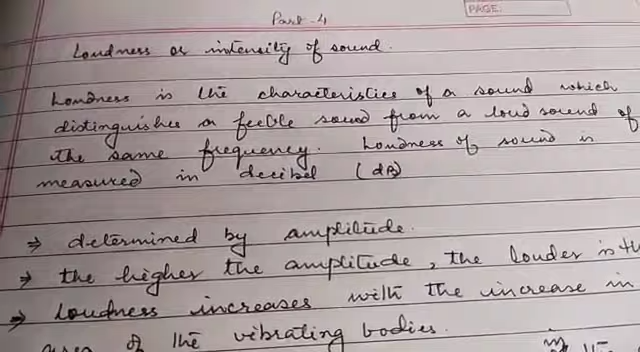 Part-4
PAGE:
Loudness or intensity of sound.
Loudness is the characteristics of a sound which
distinguishes a feeble sound from a loud sound of
the same frequency. Loudness of sound is
measured in decibel (dB)
⇒ determined by amplitude.
→ the higher the amplitude, the louder is
⇒ Loudness increases with the increase in
area of the vibrating bodies.